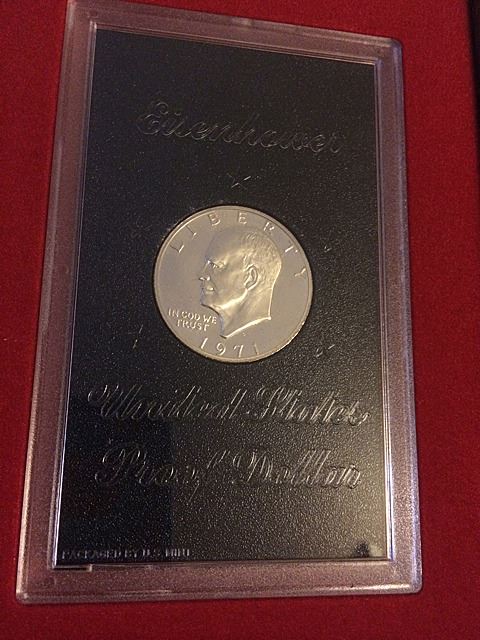 Eisenhower
LIBERTY
IN GOD WE
TRUST
1971
United States
Proof Dollar
PACKAGED BY U.S. MINT